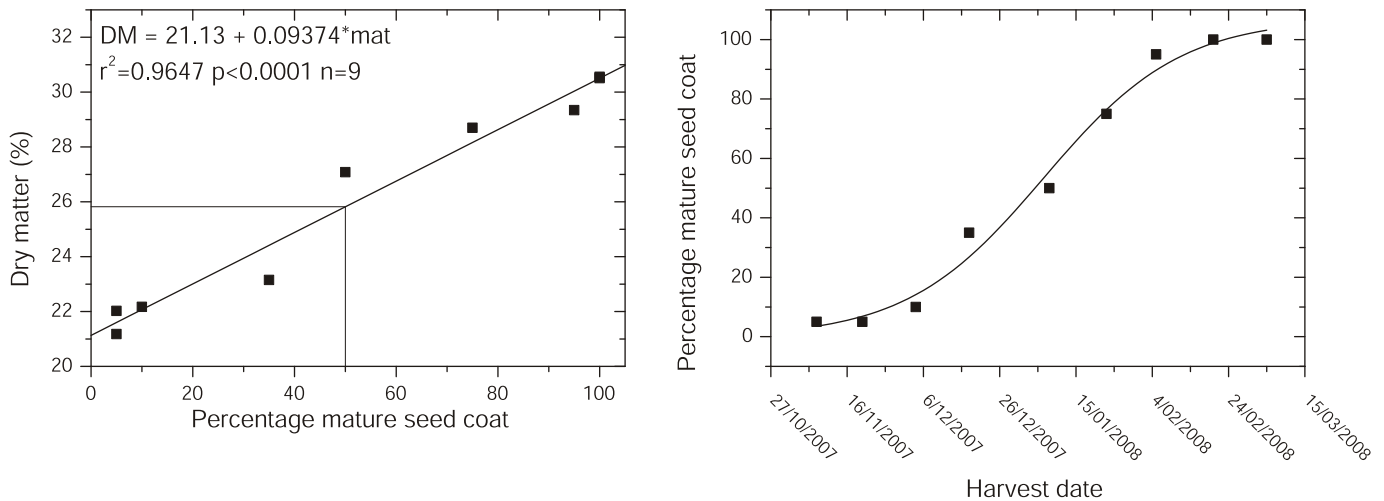 DM = 21.13 + 0.09374*mat
r²=0.9647 p<0.0001 n=9
Dry matter (%)
32
30
28
26
24
22
20
0 20 40 60 80 100
Percentage mature seed coat
Percentage mature seed coat
100
80
60
40
20
0
27/10/2007 16/11/2007 6/12/2007 26/12/2007 15/01/2008 4/02/2008 24/02/2008 15/03/2008
Harvest date